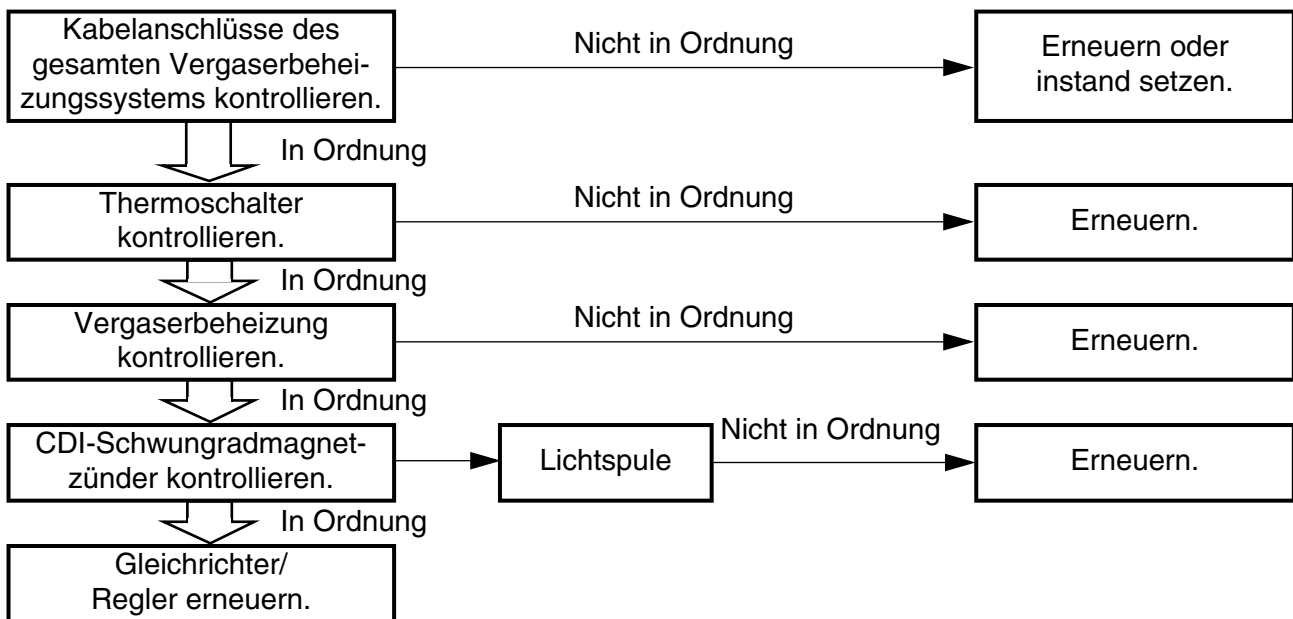 Kabelanschlüsse des
gesamten Vergaserbehei-
zungssystems kontrollieren.
Nicht in Ordnung
Erneuern oder
instand setzen.
In Ordnung
Thermoschalter
kontrollieren.
Nicht in Ordnung
Erneuern.
In Ordnung
Vergaserbeheizung
kontrollieren.
Nicht in Ordnung
Erneuern.
In Ordnung
CDI-Schwungradmagnet-
zünder kontrollieren.
Lichtspule
Nicht in Ordnung
Erneuern.
In Ordnung
Gleichrichter/
Regler erneuern.